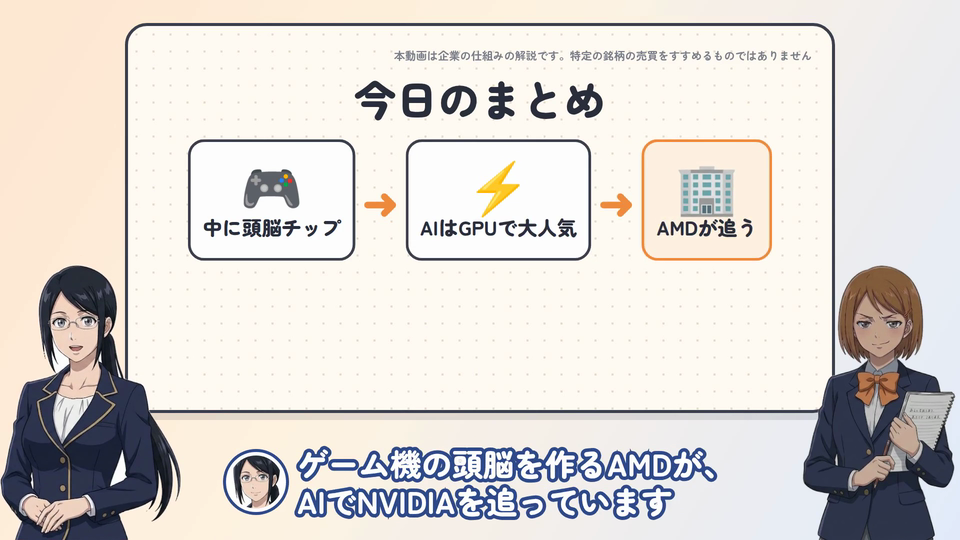 本動画は企業の仕組みの解説です。特定の銘柄の売買をすすめるものではありません
今日のまとめ
中に頭脳チップ
AIはGPUで大人気
AMDが追う
ゲーム機の頭脳を作るAMDが、
AIでNVIDIAを追っています